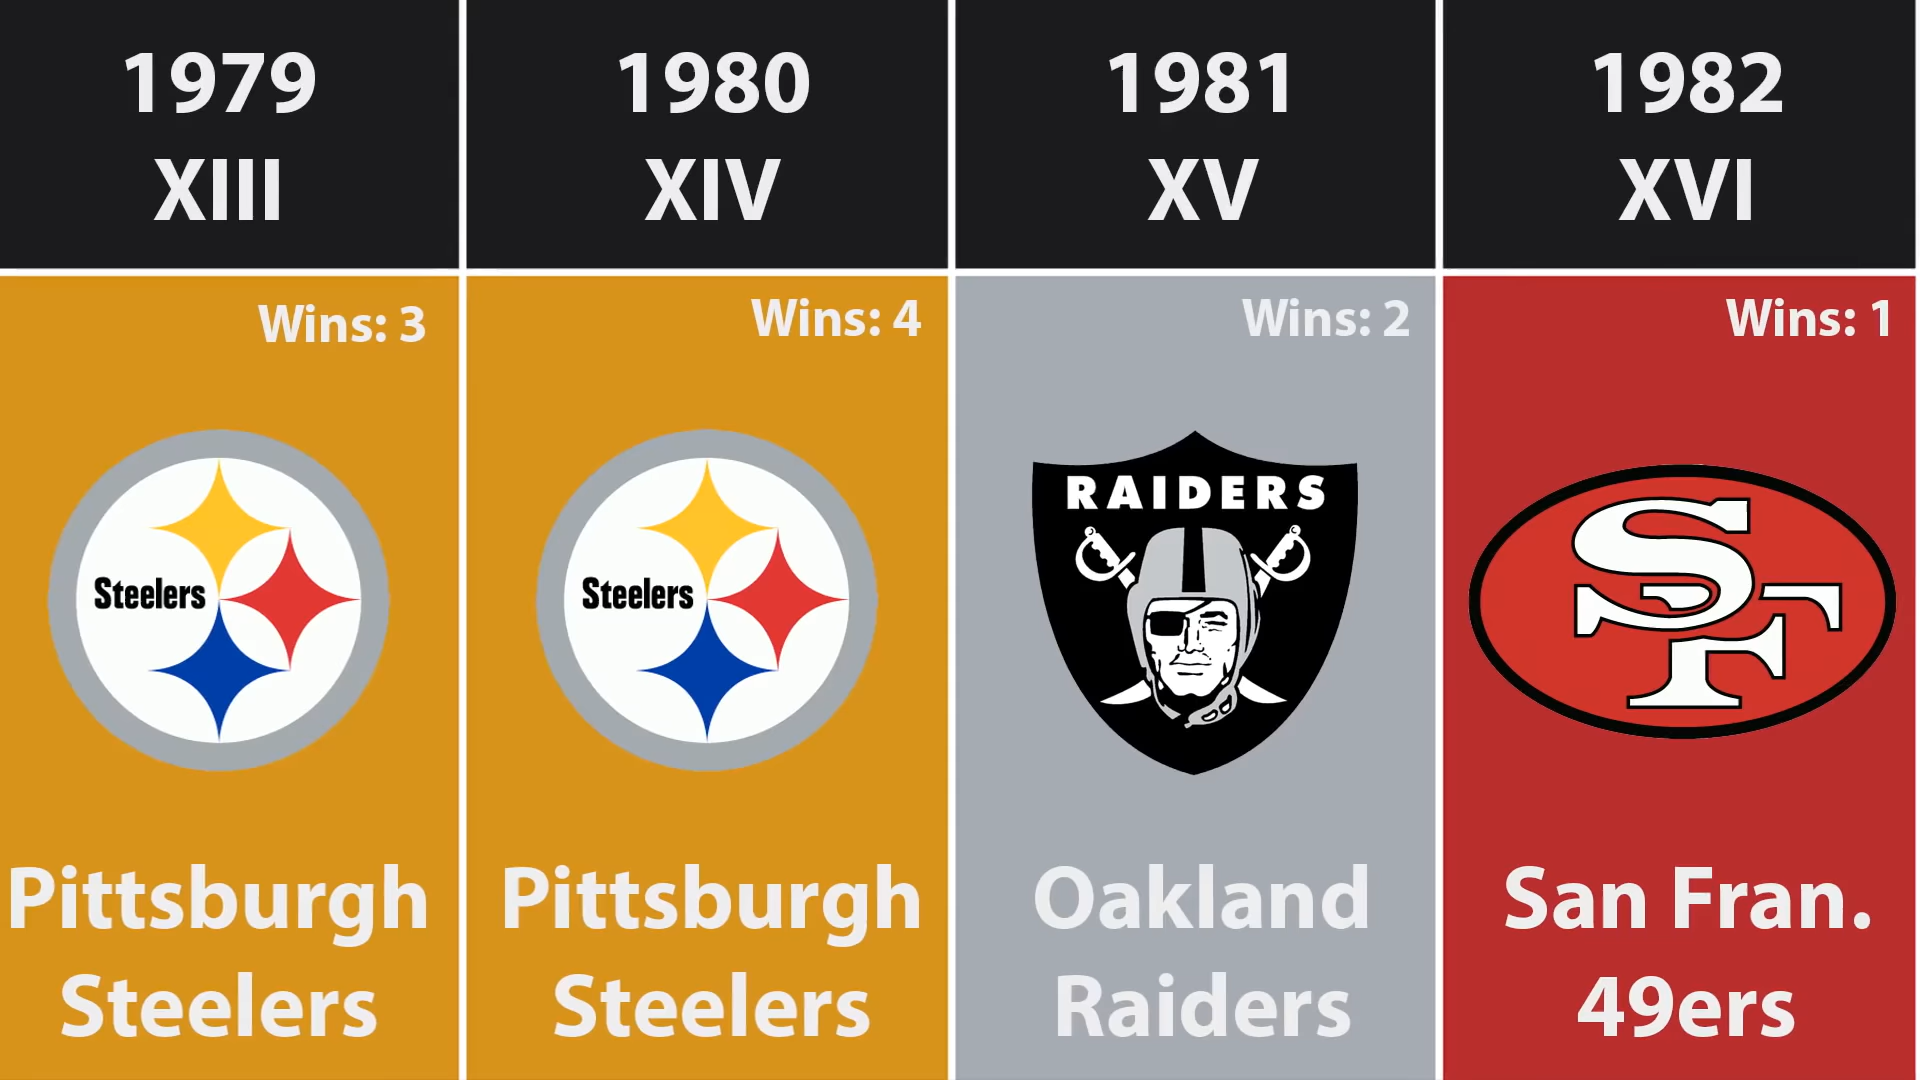 1979
XIII
Wins: 3
Steelers
Pittsburgh
Steelers
1980
XIV
Wins: 4
Steelers
Pittsburgh
Steelers
1981
XV
Wins: 2
RAIDERS
Oakland
Raiders
1982
XVI
Wins: 1
SF
San Fran.
49ers